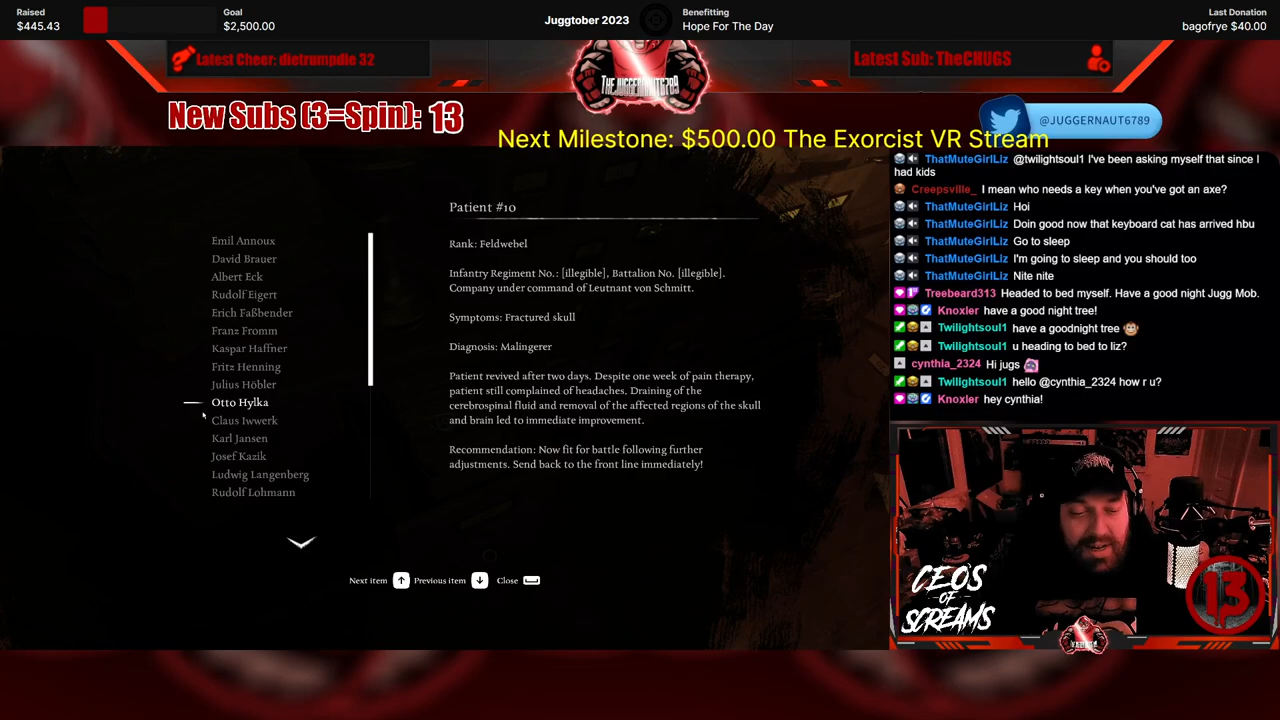 Raised
$445.43
Goal
$2,500.00
Juggtober 2023
Benefitting
Hope For The Day
Last Donation
bagofrye $40.00
Latest Cheer: dietrumpdie 32
THEJUGGERNAUT6789
Latest Sub: TheCHUGS
New Subs (3=Spin): 13
@JUGGERNAUT6789
Next Milestone: $500.00 The Exorcist VR Stream
Patient #10
Emil Annoux
David Brauer
Albert Eck
Rudolf Eigert
Erich Faßbender
Franz Fromm
Kaspar Haffner
Fritz Henning
Julius Höbler
Otto Hylka
Claus Iwwerk
Karl Jansen
Josef Kazik
Ludwig Langenberg
Rudolf Lohmann
Rank: Feldwebel
Infantry Regiment No.: [illegible], Battalion No. [illegible].
Company under command of Leutnant von Schmitt.
Symptoms: Fractured skull
Diagnosis: Malingerer
Patient revived after two days. Despite one week of pain therapy,
patient still complained of headaches. Draining of the
cerebrospinal fluid and removal of the affected regions of the skull
and brain led to immediate improvement.
Recommendation: Now fit for battle following further
adjustments. Send back to the front line immediately!
Next item
Previous item
Close
ThatMuteGirlLiz @twilightsoul1 I've been asking myself that since I
had kids
Creepsville_ I mean who needs a key when you've got an axe?
ThatMuteGirlLiz Hoi
ThatMuteGirlLiz Doin good now that keyboard cat has arrived hbu
ThatMuteGirlLiz Go to sleep
ThatMuteGirlLiz I'm going to sleep and you should too
ThatMuteGirlLiz Nite nite
Treebeard313 Headed to bed myself. Have a good night Jugg Mob.
Knoxler have a good night tree!
Twilightsoul1 have a goodnight tree
Twilightsoul1 u heading to bed to liz?
cynthia_2324 Hi jugs
Twilightsoul1 hello @cynthia_2324 how r u?
Knoxler hey cynthia!
CEOS
OF
SCREAMS
13